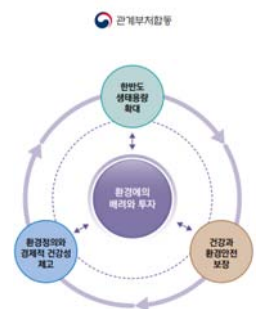 관계부처합동
한반도
생태용량
확대
환경에의
배려와 투자
환경정의와
경제적 건강성
제고
건강과
환경안전
보장